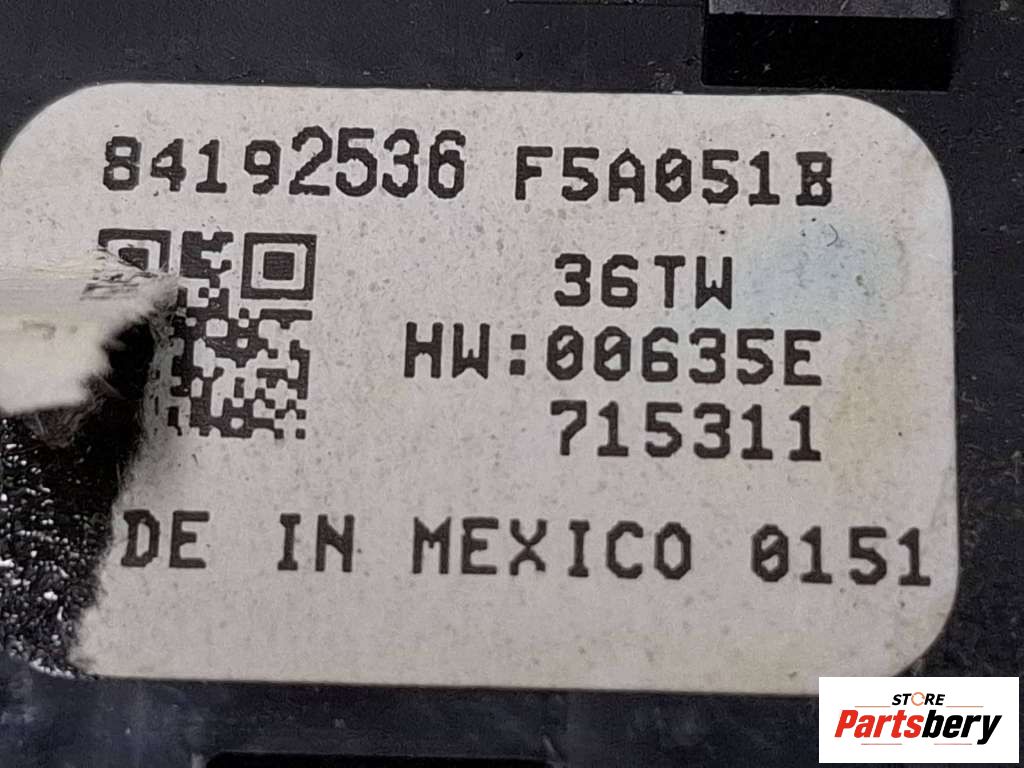 84192536 F5A051B
36TW
HW:00635E
715311
DE IN MEXICO 0151
STORE
Partsbery